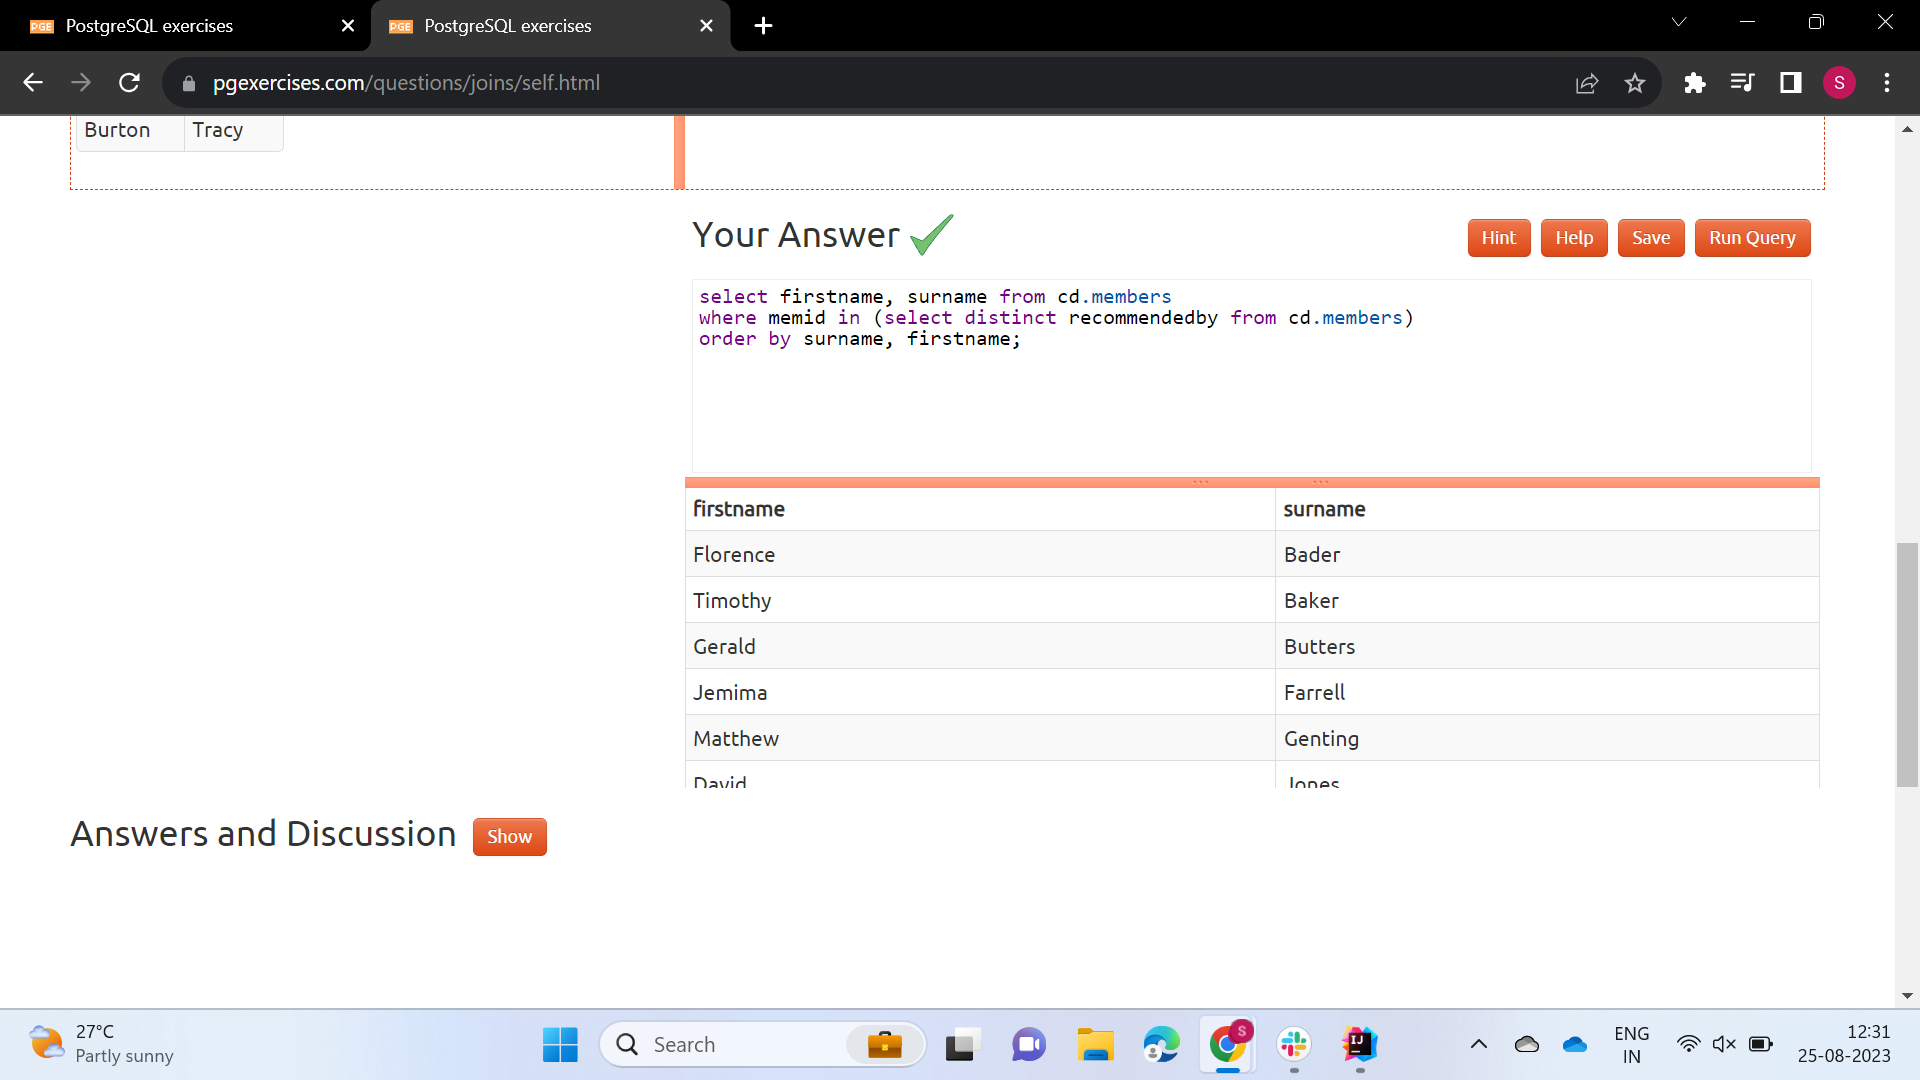 PGE PostgreSQL exercises
PGE PostgreSQL exercises
pgexercises.com/questions/joins/self.html
S
Burton Tracy
Your Answer
Hint Help Save Run Query
select firstname, surname from cd.members
where memid in (select distinct recommendedby from cd.members)
order by surname, firstname;
firstname surname
Florence Bader
Timothy Baker
Gerald Butters
Jemima Farrell
Matthew Genting
David Jones
Answers and Discussion Show
27°C
Partly sunny
Search
S
IJ
ENG
IN
12:31
25-08-2023